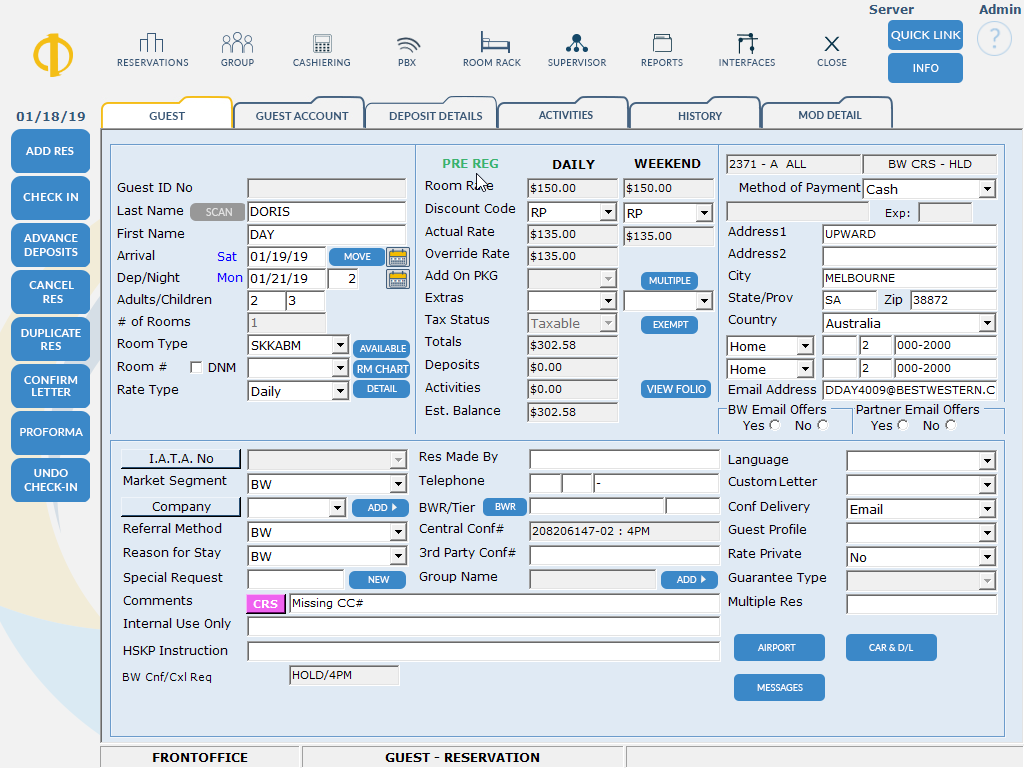 Server Admin
RESERVATIONS GROUP CASHIERING PBX ROOM RACK SUPERVISOR REPORTS INTERFACES CLOSE
QUICK LINK
INFO
?
01/18/19
GUEST GUEST ACCOUNT DEPOSIT DETAILS ACTIVITIES HISTORY MOD DETAIL
ADD RES
CHECK IN
ADVANCE
DEPOSITS
CANCEL
RES
DUPLICATE
RES
CONFIRM
LETTER
PROFORMA
UNDO
CHECK-IN
Guest ID No
Last Name SCAN DORIS
First Name DAY
Arrival Sat 01/19/19 MOVE
Dep/Night Mon 01/21/19 2
Adults/Children 2 3
# of Rooms 1
Room Type SKKABM AVAILABLE
Room # DNM RM CHART
Rate Type Daily DETAIL
PRE REG DAILY WEEKEND
Room Rate $150.00 $150.00
Discount Code RP RP
Actual Rate $135.00 $135.00
Override Rate $135.00
Add On PKG MULTIPLE
Extras
Tax Status Taxable EXEMPT
Totals $302.58
Deposits $0.00
Activities $0.00 VIEW FOLIO
Est. Balance $302.58
2371 - A ALL BW CRS - HLD
Method of Payment Cash
Exp:
Address1 UPWARD
Address2
City MELBOURNE
State/Prov SA Zip 38872
Country Australia
Home 2 000-2000
Home 2 000-2000
Email Address DDAY4009@BESTWESTERN.C
BW Email Offers Partner Email Offers
Yes No Yes No
I.A.T.A. No
Market Segment BW
Company ADD
Referral Method BW
Reason for Stay BW
Special Request NEW
Comments CRS Missing CC#
Internal Use Only
HSKP Instruction
BW Cnf/Cxl Req HOLD/4PM
Res Made By
Telephone -
BWR/Tier BWR
Central Conf# 208206147-02 : 4PM
3rd Party Conf#
Group Name ADD
Language
Custom Letter
Conf Delivery Email
Guest Profile
Rate Private No
Guarantee Type
Multiple Res
AIRPORT CAR & D/L
MESSAGES
FRONTOFFICE GUEST - RESERVATION